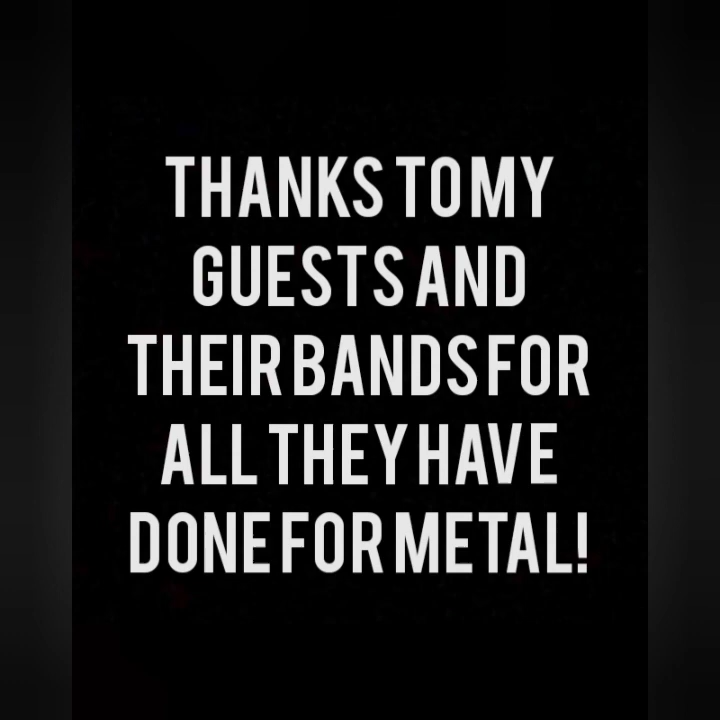 THANKS TO MY
GUESTS AND
THEIR BANDS FOR
ALL THEY HAVE
DONE FOR METAL!